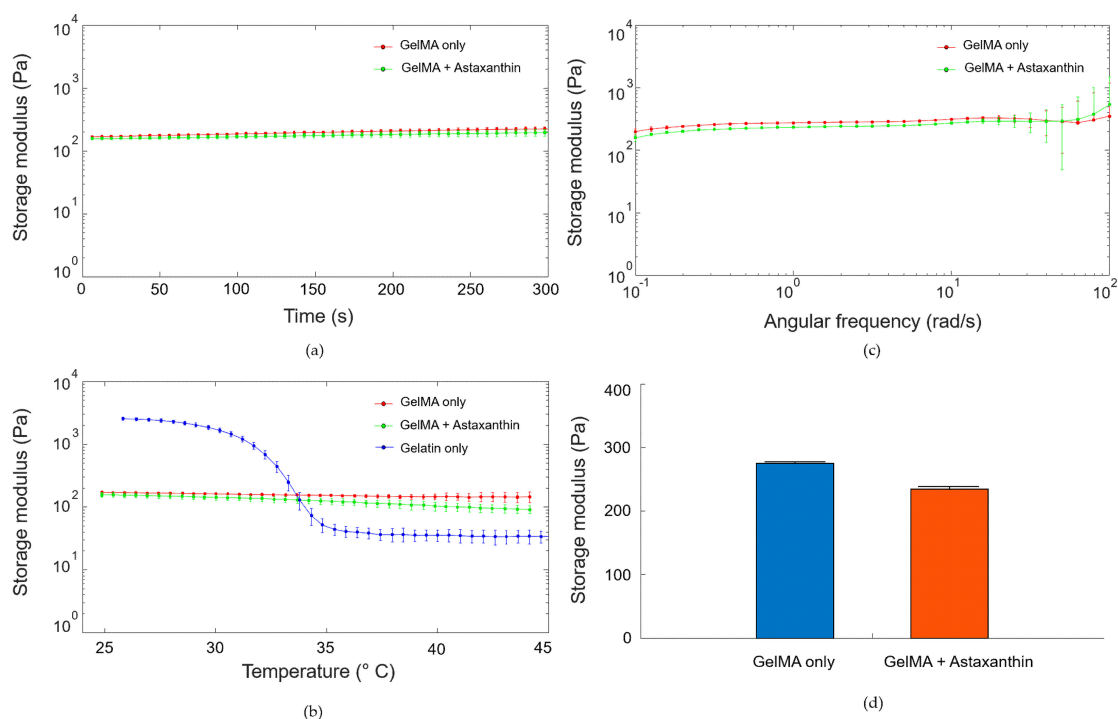 (a)
Storage modulus (Pa)
10^4
10^3
10^2
10^1
10^0
0 50 100 150 200 250 300
Time (s)
GelMA only
GelMA + Astaxanthin
(c)
Storage modulus (Pa)
10^4
10^3
10^2
10^1
10^0
10^-1 10^0 10^1 10^2
Angular frequency (rad/s)
GelMA only
GelMA + Astaxanthin
(a)
(c)
Storage modulus (Pa)
10^4
10^3
10^2
10^1
10^0
25 30 35 40 45
Temperature (° C)
GelMA only
GelMA + Astaxanthin
Gelatin only
(b)
Storage modulus (Pa)
400
300
200
100
0
GelMA only GelMA + Astaxanthin
(b)
(d)